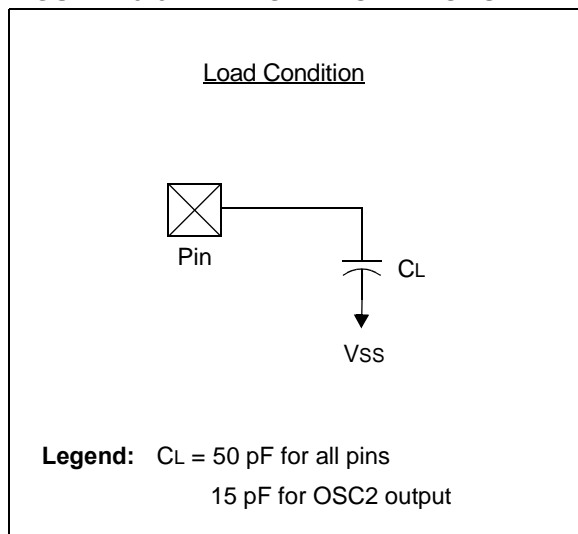 Load Condition
Pin
CL
VSS
Legend: CL = 50 pF for all pins
15 pF for OSC2 output